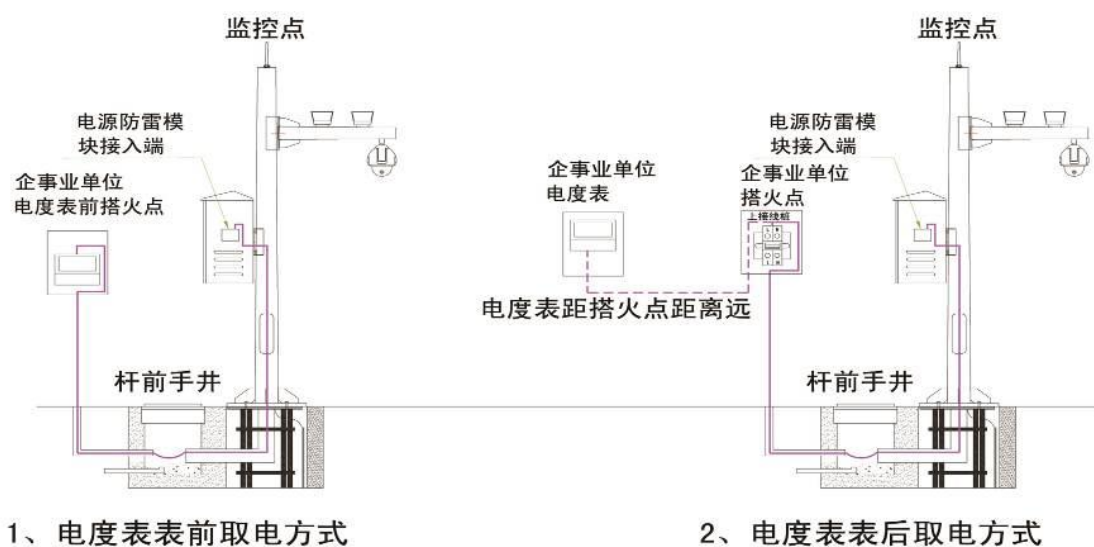 监控点
电源防雷模
块接入端
企事业单位
电度表前搭火点
杆前手井
1、电度表表前取电方式
监控点
电源防雷模
块接入端
企事业单位
电度表
企事业单位
搭火点
上接线桩
电度表距搭火点距离远
杆前手井
2、电度表表后取电方式